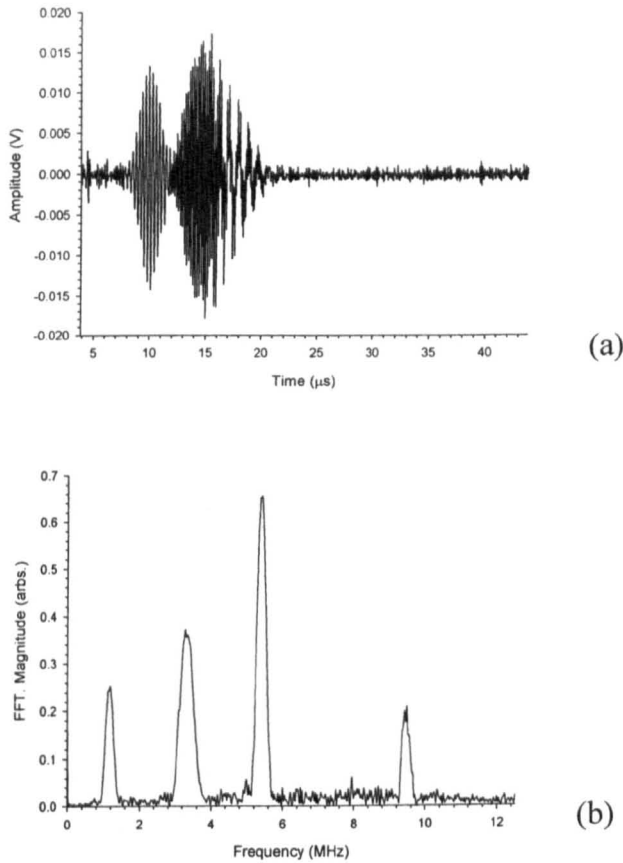 0.020
0.015
0.010
0.005
0.000
-0.005
-0.010
-0.015
-0.020
Amplitude (V)
5 10 15 20 25 30 35 40
Time (μs)
(a)
0.7
0.6
0.5
0.4
0.3
0.2
0.1
0.0
FFT. Magnitude (arbs.)
0 2 4 6 8 10 12
Frequency (MHz)
(b)